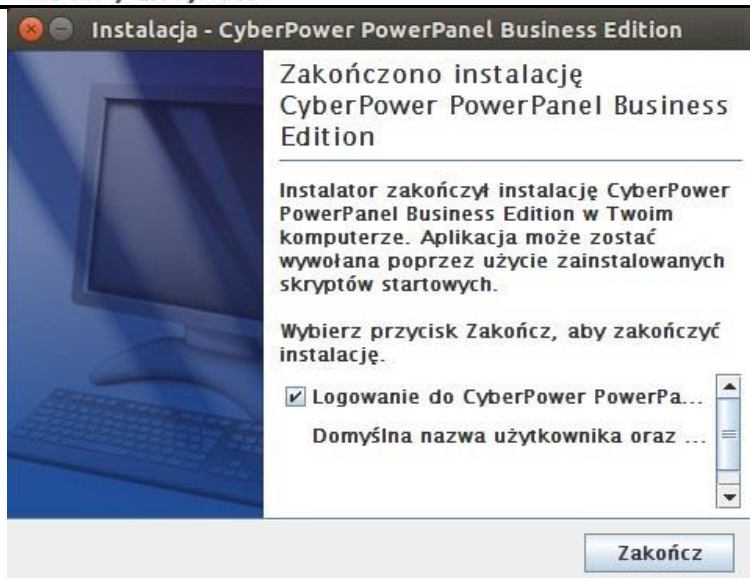 Instalacja - CyberPower PowerPanel Business Edition
Zakończono instalację
CyberPower PowerPanel Business
Edition
Instalator zakończył instalację CyberPower
PowerPanel Business Edition w Twoim
komputerze. Aplikacja może zostać
wywołana poprzez użycie zainstalowanych
skryptów startowych.
Wybierz przycisk Zakończ, aby zakończyć
instalację.
Logowanie do CyberPower PowerPa...
Domyślna nazwa użytkownika oraz ...
Zakończ